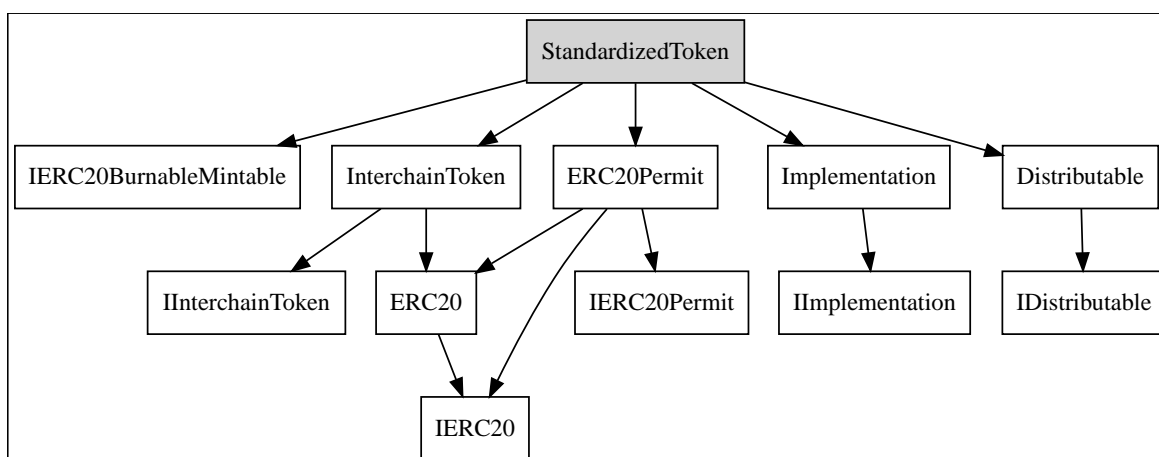 StandardizedToken
IERC20BurnableMintable
InterchainToken
ERC20Permit
Implementation
Distributable
IInterchainToken
ERC20
IERC20Permit
IImplementation
IDistributable
IERC20